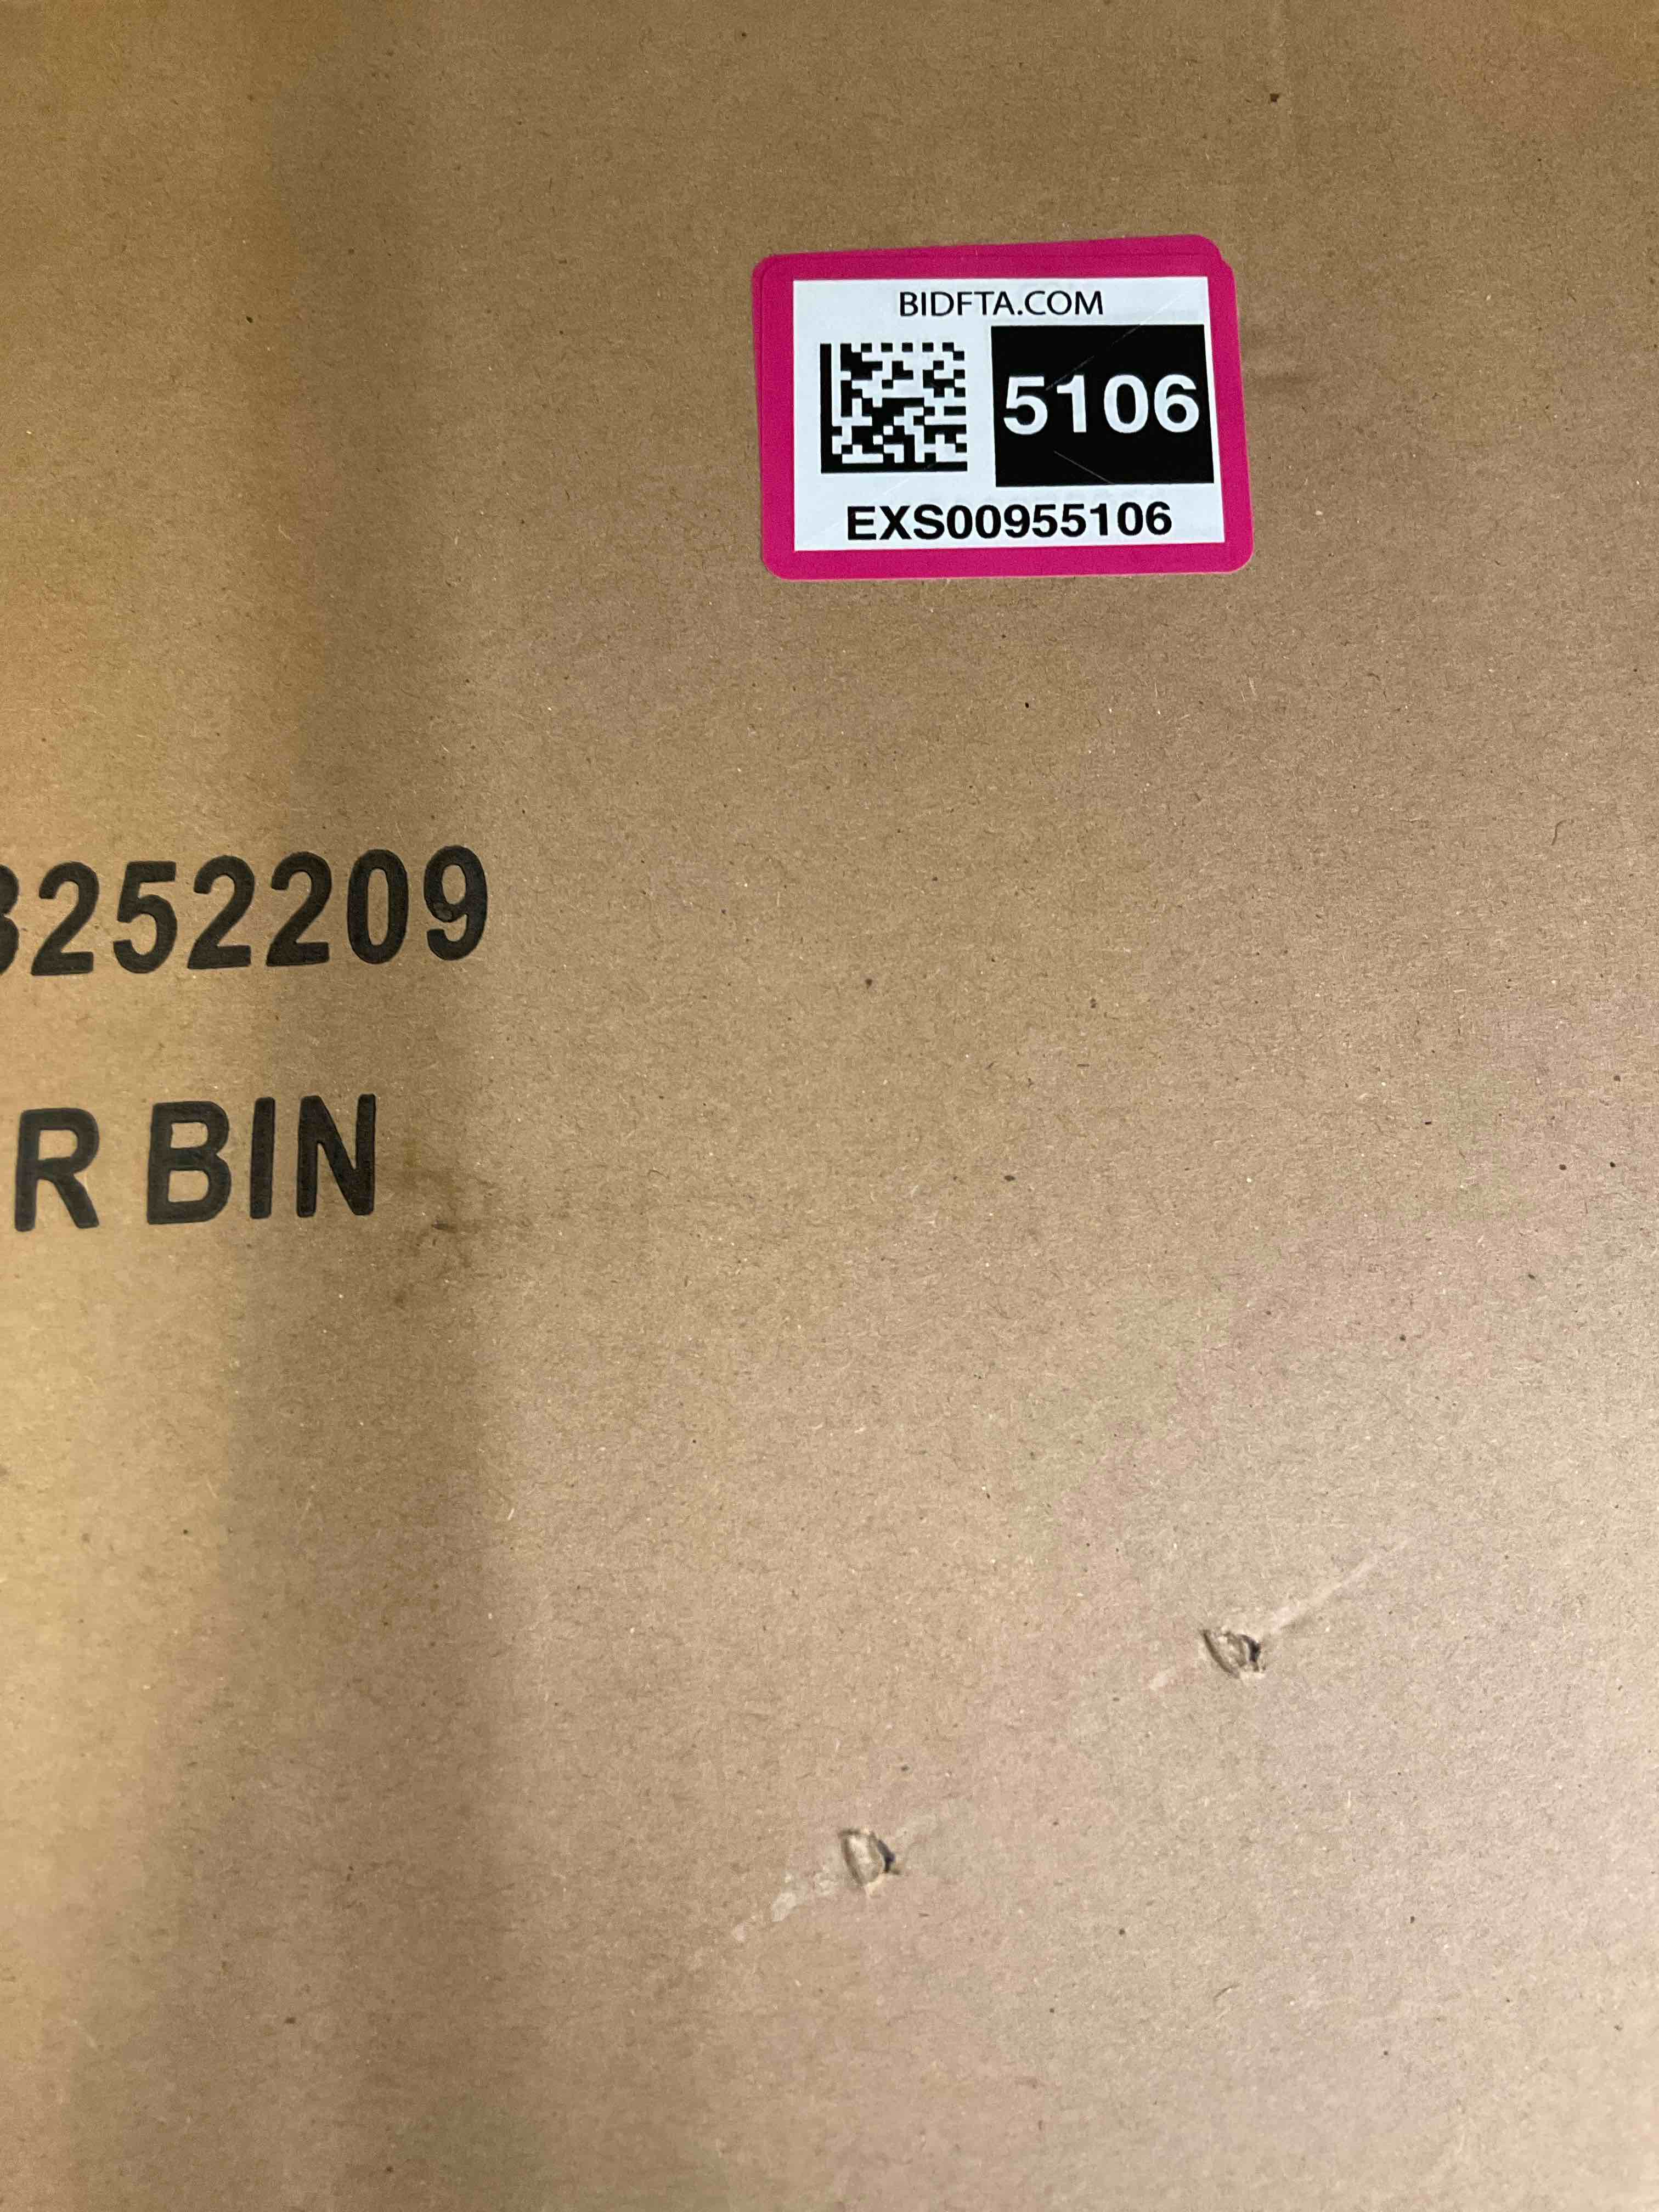 BIDFTA.COM
5106
EXS00955106
3252209
R BIN